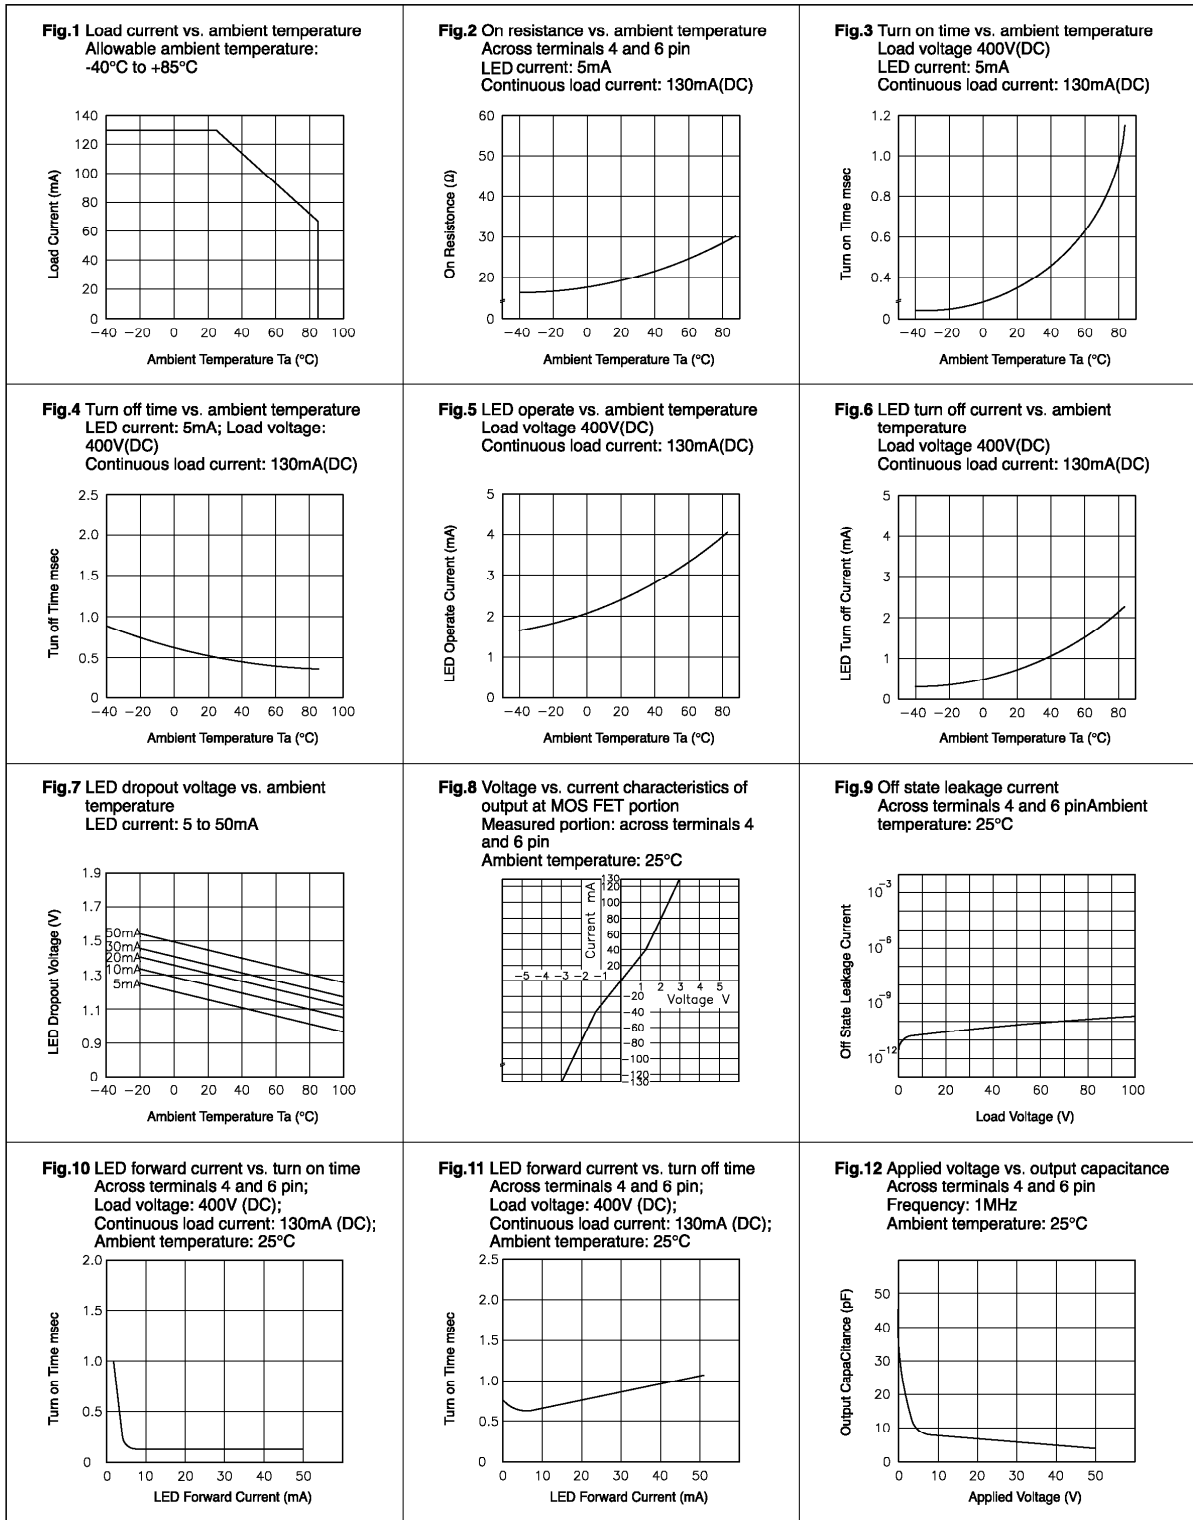 Fig.1 Load current vs. ambient temperature
Allowable ambient temperature:
-40°C to +85°C
140
120
100
80
60
40
20
0
-40 -20 0 20 40 60 80 100
Load Current (mA)
Ambient Temperature Ta (°C)
Fig.2 On resistance vs. ambient temperature
Across terminals 4 and 6 pin
LED current: 5mA
Continuous load current: 130mA(DC)
60
50
40
30
20
0
-40 -20 0 20 40 60 80
On Resistonce (Ω)
Ambient Temperature Ta (°C)
Fig.3 Turn on time vs. ambient temperature
Load voltage 400V(DC)
LED current: 5mA
Continuous load current: 130mA(DC)
1.2
1.0
0.8
0.6
0.4
0
-40 -20 0 20 40 60 80
Turn on Time msec
Ambient Temperature Ta (°C)
Fig.4 Turn off time vs. ambient temperature
LED current: 5mA; Load voltage:
400V(DC)
Continuous load current: 130mA(DC)
2.5
2.0
1.5
1.0
0.5
0
-40 -20 0 20 40 60 80 100
Tun off Time msec
Ambient Temperature Ta (°C)
Fig.5 LED operate vs. ambient temperature
Load voltage 400V(DC)
Continuous load current: 130mA(DC)
5
4
3
2
1
0
-40 -20 0 20 40 60 80
LED Operate Current (mA)
Ambient Temperature Ta (°C)
Fig.6 LED turn off current vs. ambient
temperature
Load voltage 400V(DC)
Continuous load current: 130mA(DC)
5
4
3
2
1
0
-40 -20 0 20 40 60 80
LED Turn off Current (mA)
Ambient Temperature Ta (°C)
Fig.7 LED dropout voltage vs. ambient
temperature
LED current: 5 to 50mA
1.9
1.7
1.5
1.3
1.1
0.9
0
50mA
30mA
20mA
10mA
5mA
-40 -20 0 20 40 60 80 100
LED Dropout Voltage (V)
Ambient Temperature Ta (°C)
Fig.8 Voltage vs. current characteristics of
output at MOS FET portion
Measured portion: across terminals 4
and 6 pin
Ambient temperature: 25°C
130
120
100
80
60
40
20
Current mA
-5 -4 -3 -2 -1
1 2 3 4 5
Voltage V
-20
-40
-60
-80
-100
-120
-130
Fig.9 Off state leakage current
Across terminals 4 and 6 pinAmbient
temperature: 25°C
10-3
10-6
10-9
10-12
0 20 40 60 80 100
Off State Leakage Current
Load Voltage (V)
Fig.10 LED forward current vs. turn on time
Across terminals 4 and 6 pin;
Load voltage: 400V (DC);
Continuous load current: 130mA (DC);
Ambient temperature: 25°C
2.0
1.5
1.0
0.5
0 10 20 30 40 50
Turn on Time msec
LED Forward Current (mA)
Fig.11 LED forward current vs. turn off time
Across terminals 4 and 6 pin;
Load voltage: 400V (DC);
Continuous load current: 130mA (DC);
Ambient temperature: 25°C
2.5
2.0
1.5
1.0
0.5
0
0 10 20 30 40 50
Turn on Time msec
LED Forward Current (mA)
Fig.12 Applied voltage vs. output capacitance
Across terminals 4 and 6 pin
Frequency: 1MHz
Ambient temperature: 25°C
50
40
30
20
10
0
0 10 20 30 40 50
Output CapaCitance (pF)
Applied Voltage (V)